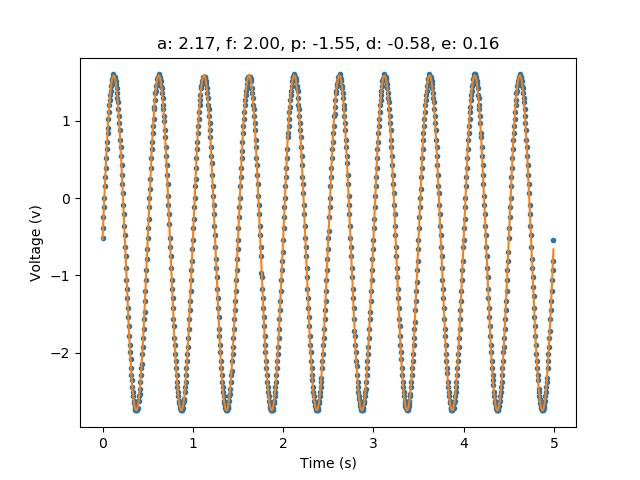 a: 2.17, f: 2.00, p: -1.55, d: -0.58, e: 0.16
1
0
−1
−2
Voltage (v)
0 1 2 3 4 5
Time (s)